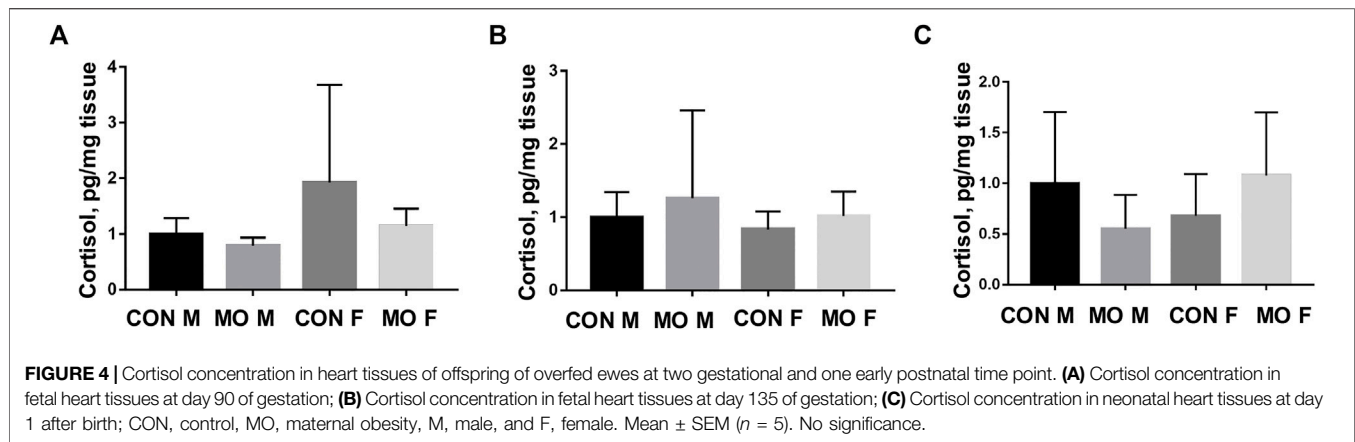 A
Cortisol, pg/mg tissue
4
3
2
1
0
CON M MO M CON F MO F
B
Cortisol, pg/mg tissue
3
2
1
0
CON M MO M CON F MO F
C
Cortisol, pg/mg tissue
2.0
1.5
1.0
0.5
0.0
CON M MO M CON F MO F
FIGURE 4 | Cortisol concentration in heart tissues of offspring of overfed ewes at two gestational and one early postnatal time point. (A) Cortisol concentration in
fetal heart tissues at day 90 of gestation; (B) Cortisol concentration in fetal heart tissues at day 135 of gestation; (C) Cortisol concentration in neonatal heart tissues at day
1 after birth; CON, control, MO, maternal obesity, M, male, and F, female. Mean ± SEM (n = 5). No significance.